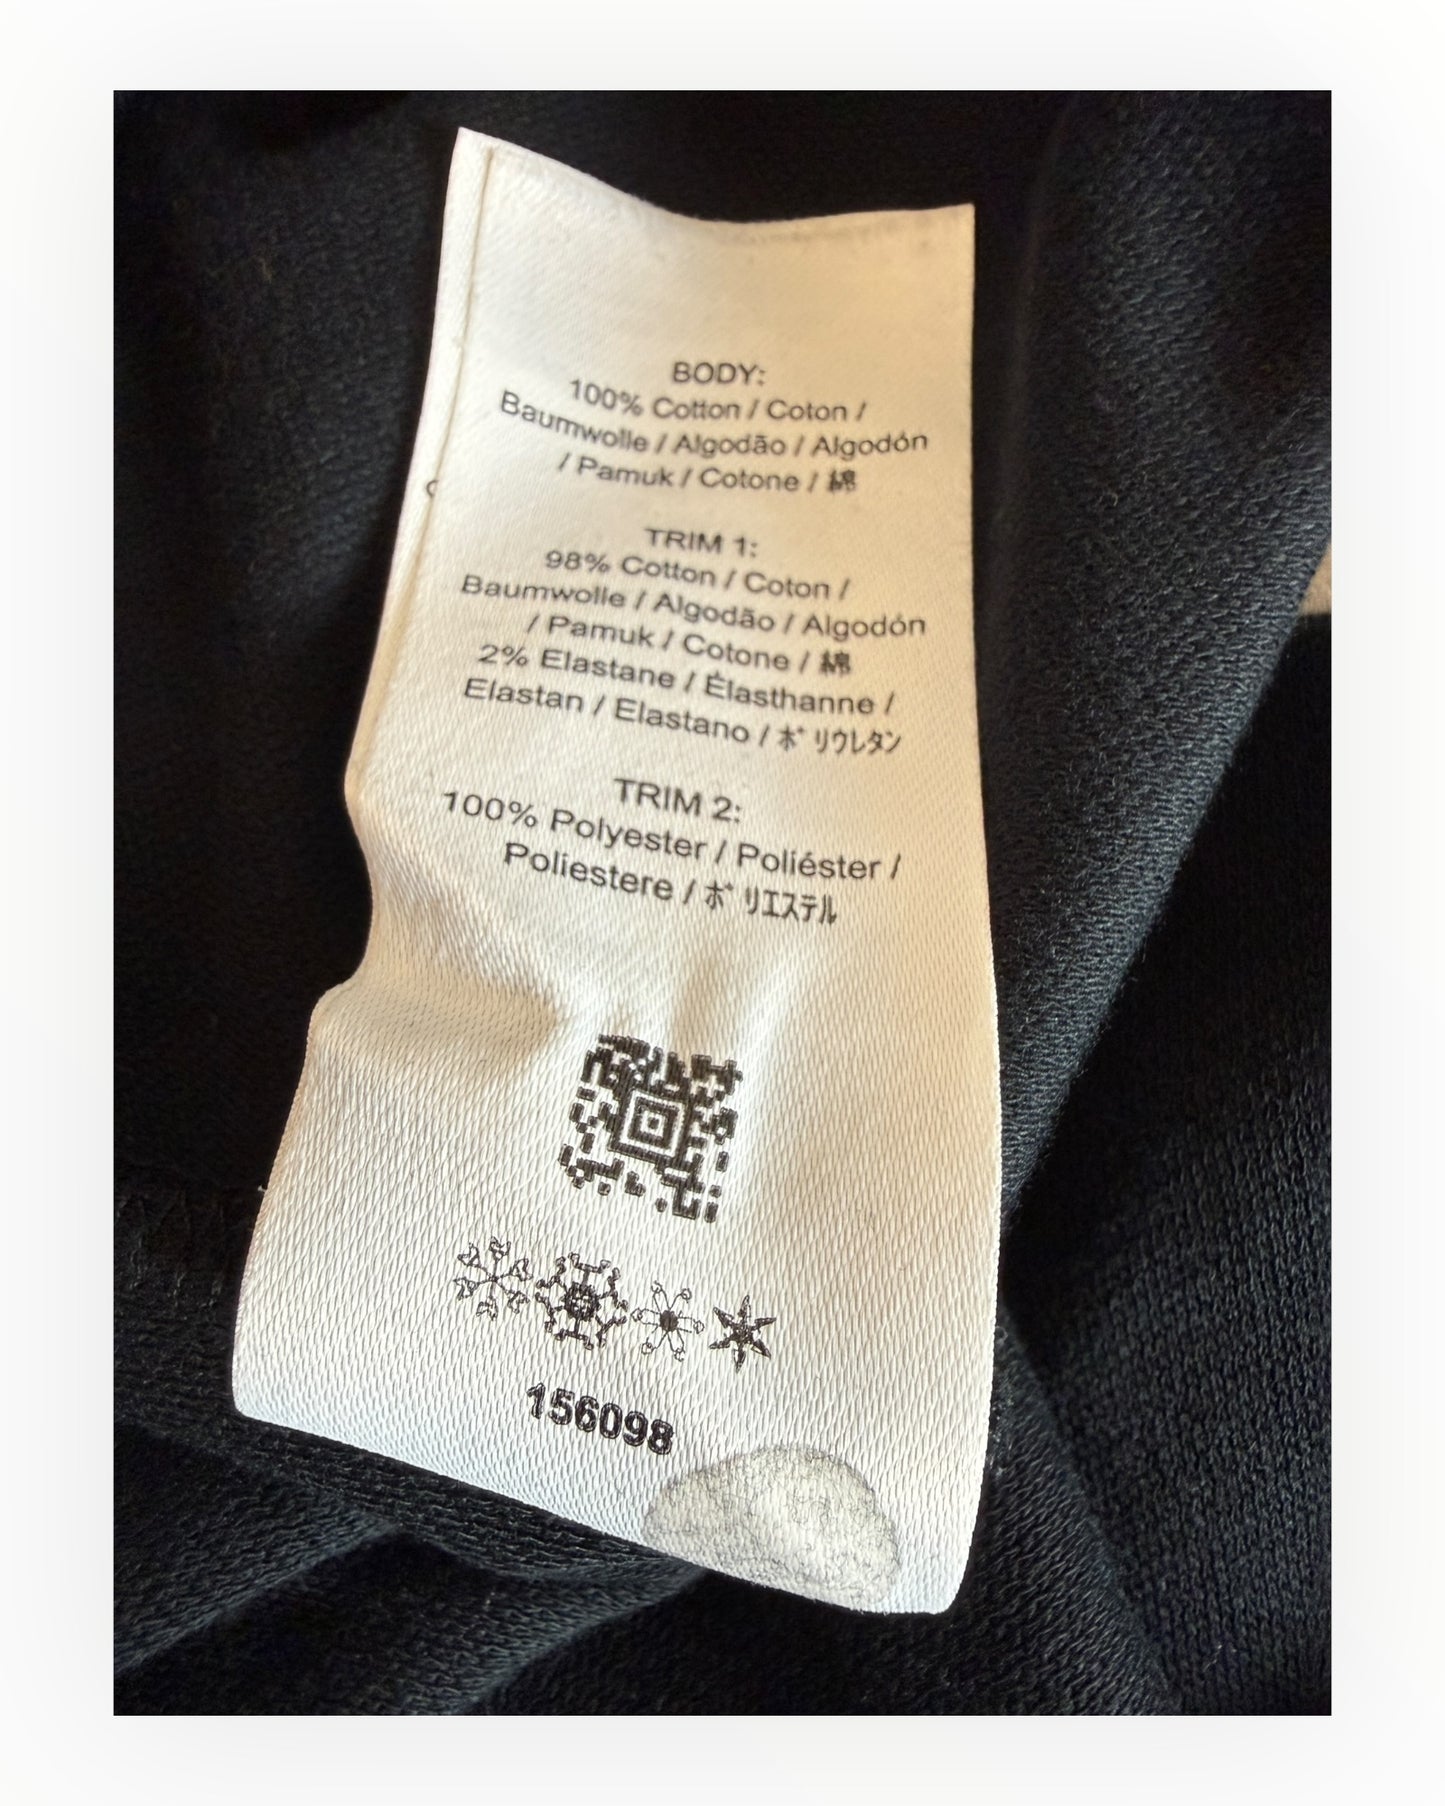 BODY:
100% Cotton / Coton /
Baumwolle / Algodão / Algodón
/ Pamuk / Cotone / 綿
TRIM 1:
98% Cotton / Coton /
Baumwolle / Algodão / Algodón
/ Pamuk / Cotone / 綿
2% Elastane / Élasthanne /
Elastan / Elastano / ポリウレタン
TRIM 2:
100% Polyester / Poliéster /
Poliestere / ポリエステル
156098